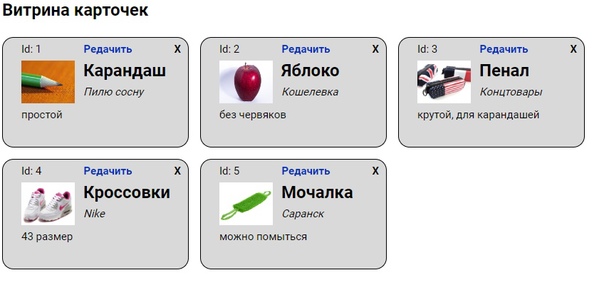 Витрина карточек
Id: 1 Редачить X
Карандаш
Пилю сосну
простой
Id: 2 Редачить X
Яблоко
Кошелевка
без червяков
Id: 3 Редачить X
Пенал
Концтовары
крутой, для карандашей
Id: 4 Редачить X
Кроссовки
Nike
43 размер
Id: 5 Редачить X
Мочалка
Саранск
можно помыться